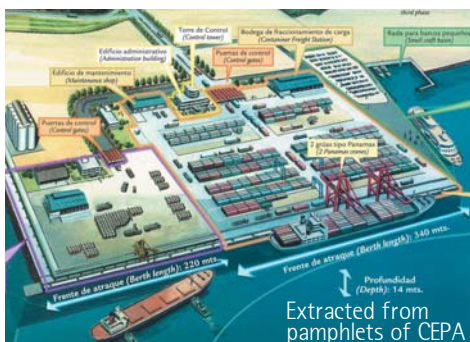 third phase)
Torre de Control
(Control tower)
Bodega de fraccionamiento de carga
(Container Freight Station)
Rada para barcos pequeños
(Small craft basin)
Edificio administrativo
(Administration building)
Puertas de control
(Control gates)
Edificio de mantenimiento
(Maintenance shop)
Puertas de control
(Control gates)
2 grúas tipo Panamax
(2 Panamax cranes)
Frente de atraque (Berth length): 220 mts.
Frente de atraque (Berth length): 340 mts.
Profundidad
(Depth): 14 mts.
Extracted from
pamphlets of CEPA